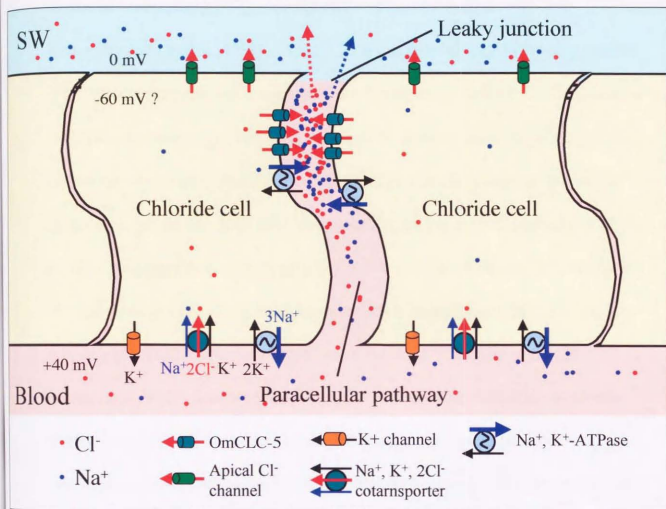 SW
Leaky junction
0 mV
-60 mV ?
Chloride cell
Chloride cell
3Na⁺
+40 mV
K⁺
Na⁺ 2Cl⁻ K⁺ 2K⁺
Blood
Paracellular pathway
Cl⁻
OmCLC-5
K+ channel
Na⁺, K⁺-ATPase
Na⁺
Apical Cl⁻
channel
Na⁺, K⁺, 2Cl⁻
cotarnsporter